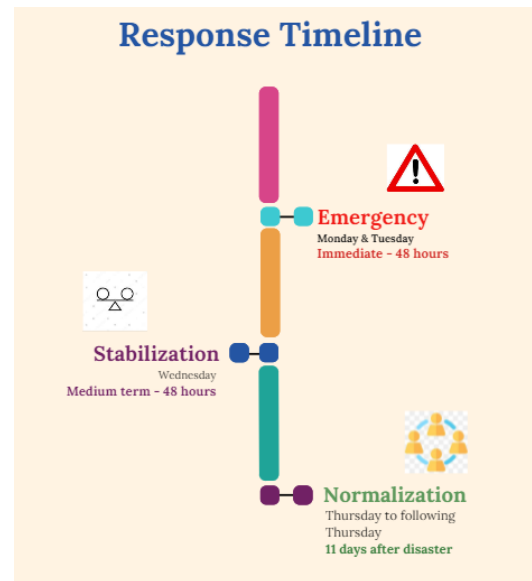 Response Timeline
Emergency
Monday & Tuesday
Immediate - 48 hours
Stabilization
Wednesday
Medium term - 48 hours
Normalization
Thursday to following
Thursday
11 days after disaster